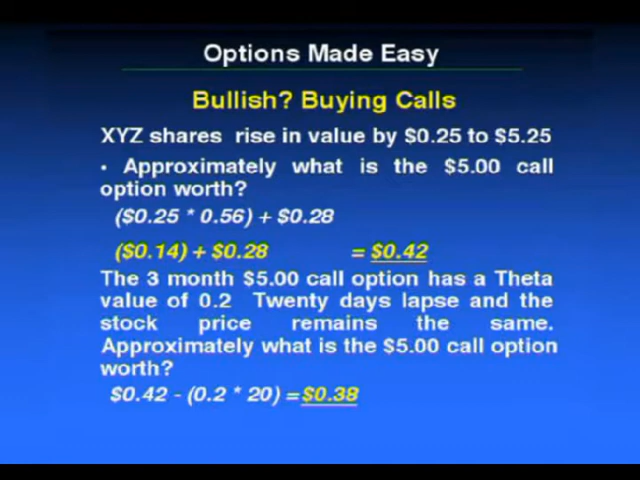 Options Made Easy
Bullish? Buying Calls
XYZ shares rise in value by $0.25 to $5.25
• Approximately what is the $5.00 call
option worth?
($0.25 * 0.56) + $0.28
($0.14) + $0.28 = $0.42
The 3 month $5.00 call option has a Theta
value of 0.2 Twenty days lapse and the
stock price remains the same.
Approximately what is the $5.00 call option
worth?
$0.42 - (0.2 * 20) = $0.38